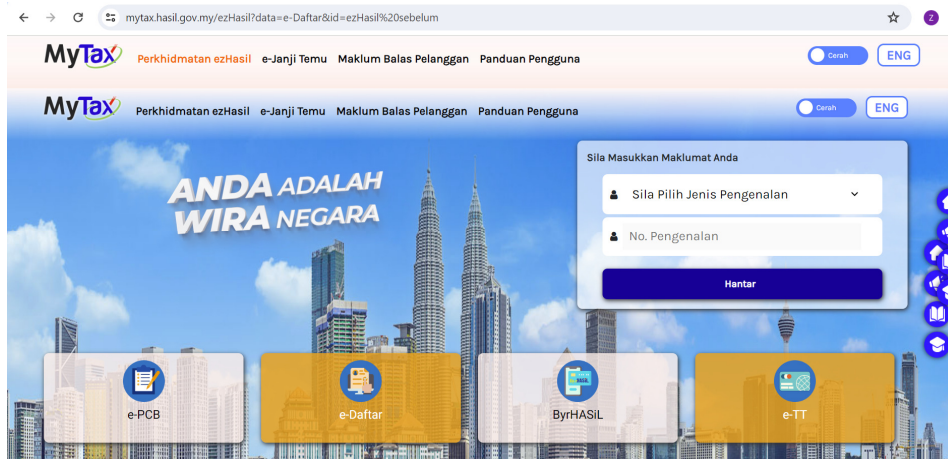 mytax.hasil.gov.my/ezHasil?data=e-Daftar&id=ezHasil%20sebelum
Z
MyTax Perkhidmatan ezHasil e-Janji Temu Maklum Balas Pelanggan Panduan Pengguna Cerah ENG
MyTax Perkhidmatan ezHasil e-Janji Temu Maklum Balas Pelanggan Panduan Pengguna Cerah ENG
ANDA ADALAH
WIRA NEGARA
Sila Masukkan Maklumat Anda
Sila Pilih Jenis Pengenalan
No. Pengenalan
Hantar
e-PCB e-Daftar ByrHASiL e-TT